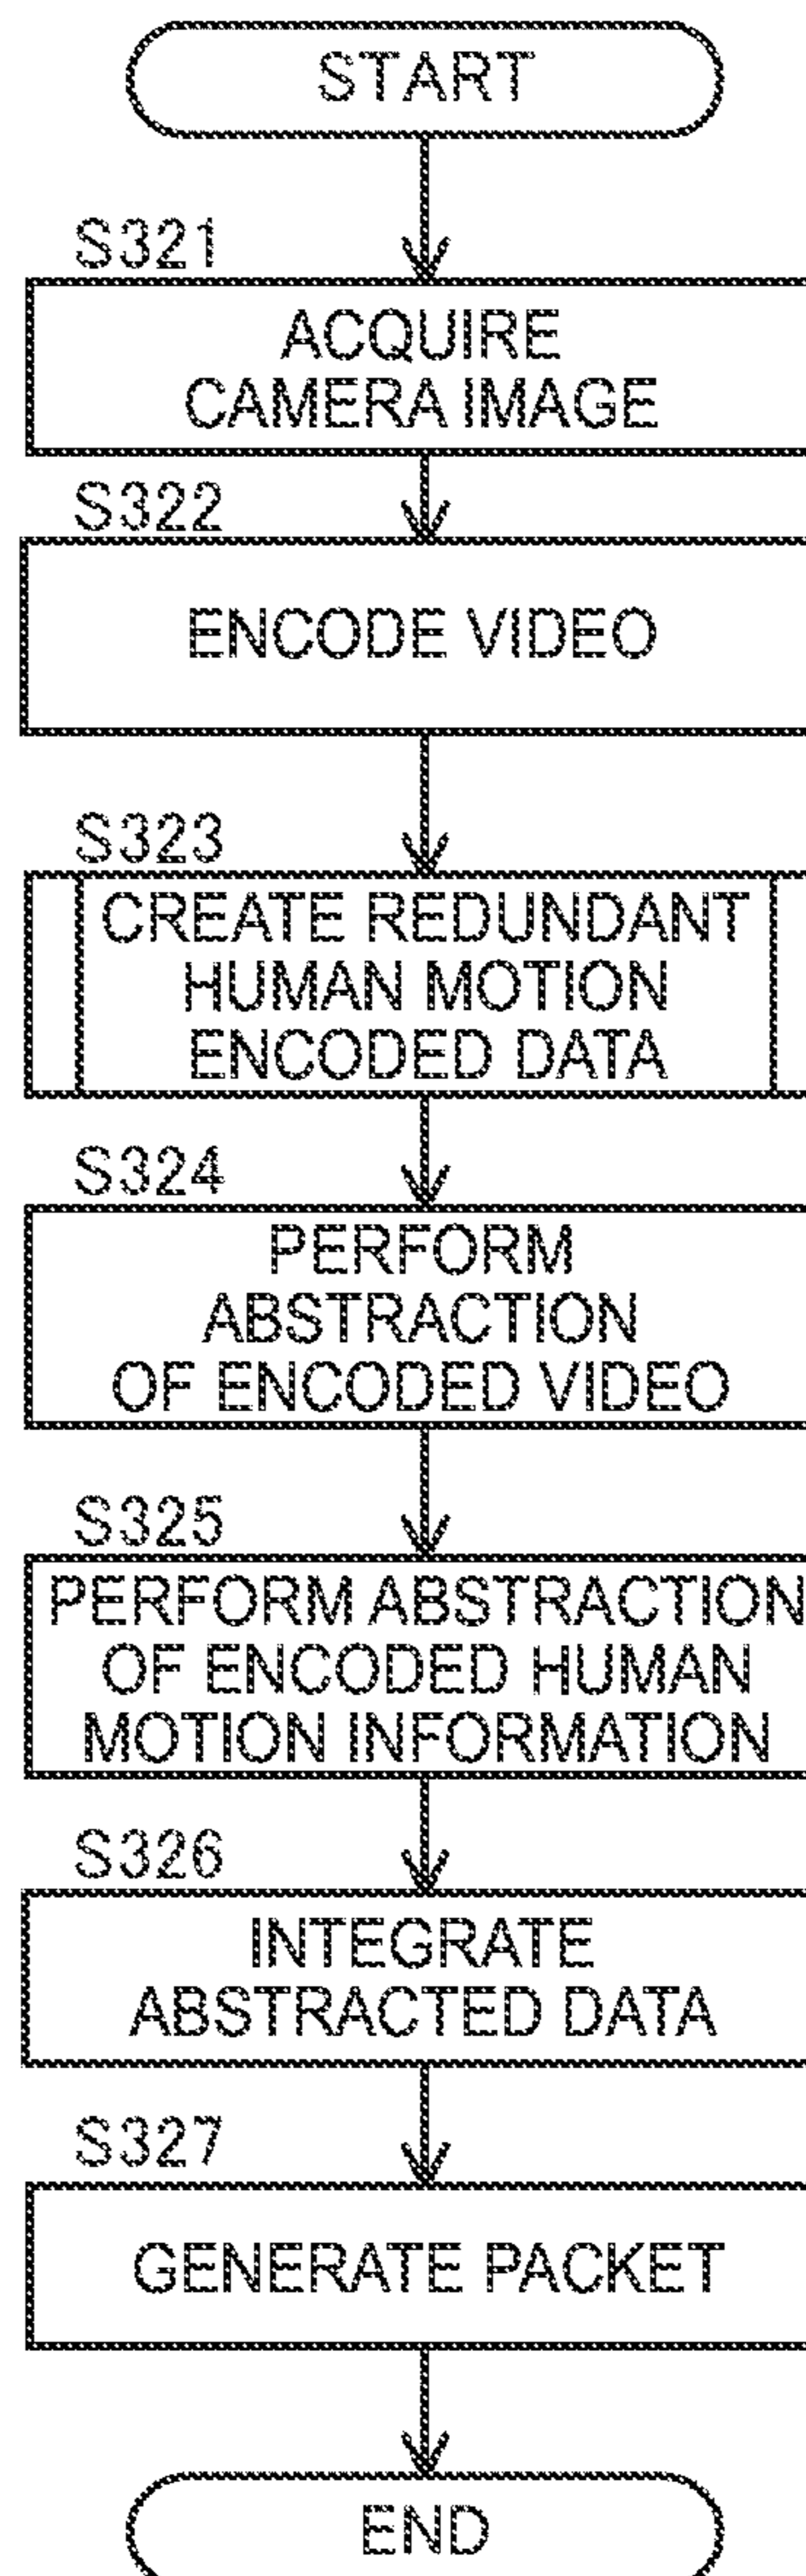 START
S321
ACQUIRE
CAMERA IMAGE
S322
ENCODE VIDEO
S323
CREATE REDUNDANT
HUMAN MOTION
ENCODED DATA
S324
PERFORM
ABSTRACTION
OF ENCODED VIDEO
S325
PERFORM ABSTRACTION
OF ENCODED HUMAN
MOTION INFORMATION
S326
INTEGRATE
ABSTRACTED DATA
S327
GENERATE PACKET
END